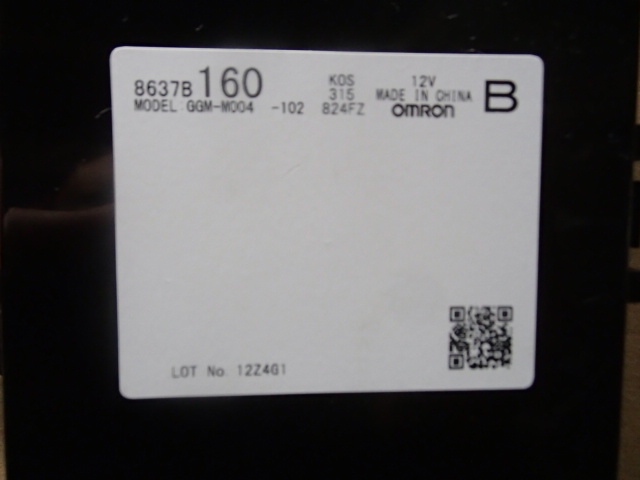 8637B 160 KOS 12V B
315 MADE IN CHINA
MODEL GGM-M004 -102 824FZ OMRON
LOT No. 12Z4G1